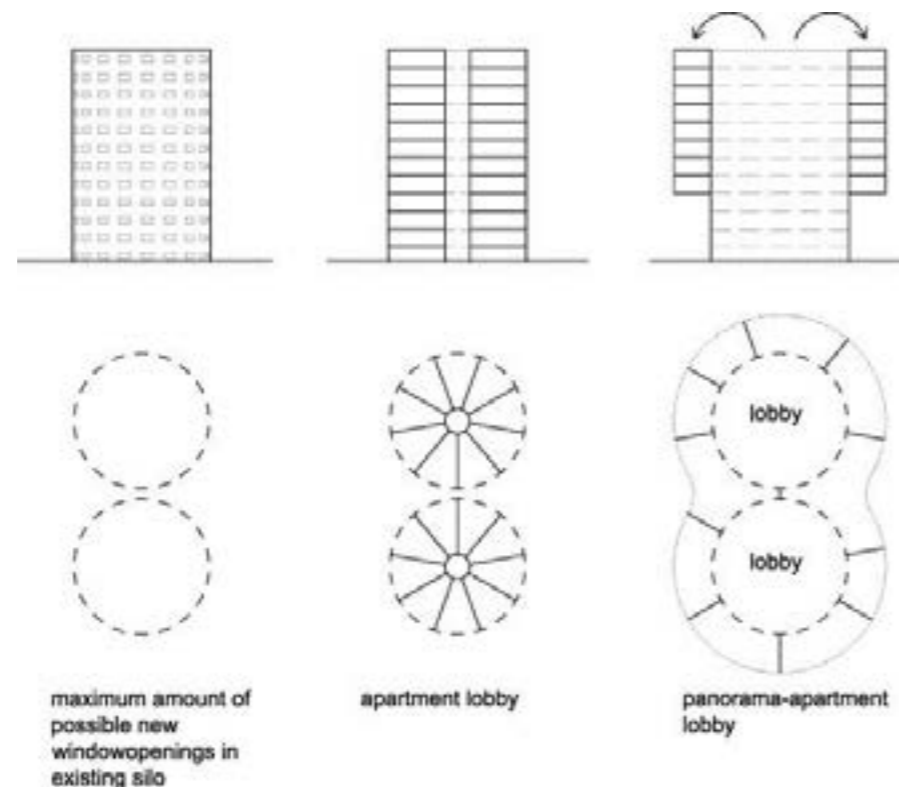 lobby
lobby
maximum amount of
possible new
windowopenings in
existing silo
apartment lobby
panorama-apartment
lobby